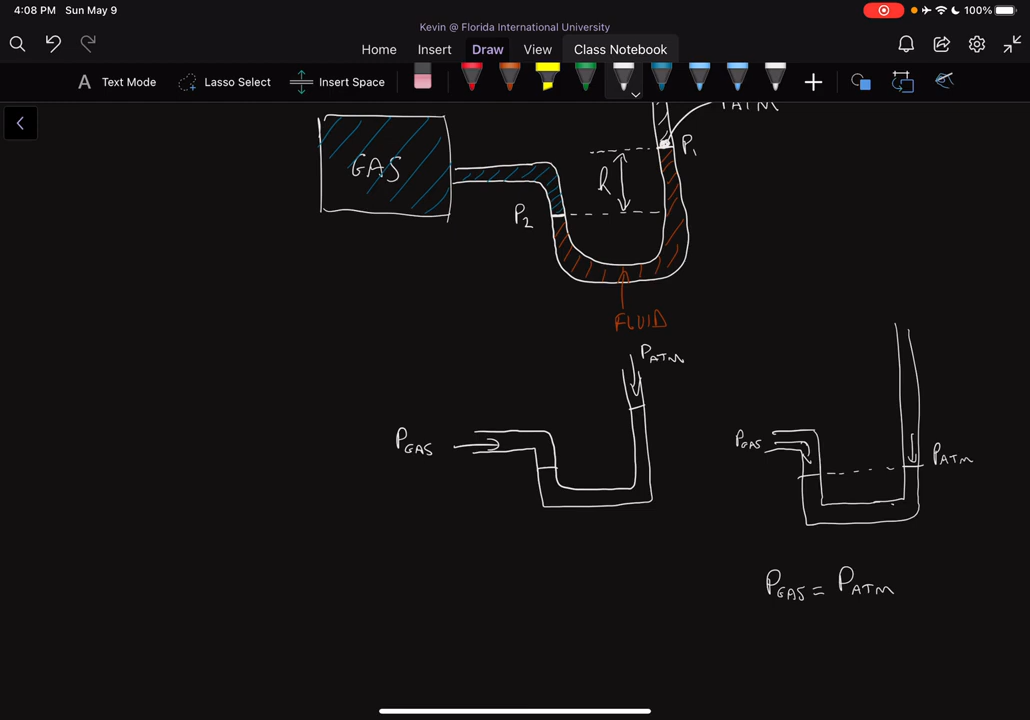 4:08 PM Sun May 9
100%
Kevin @ Florida International University
Home Insert Draw View Class Notebook
Text Mode Lasso Select Insert Space
PATM
GAS
R
P1
P2
FLUID
PATM
PGAS
PGAS
PATM
PGAS = PATM